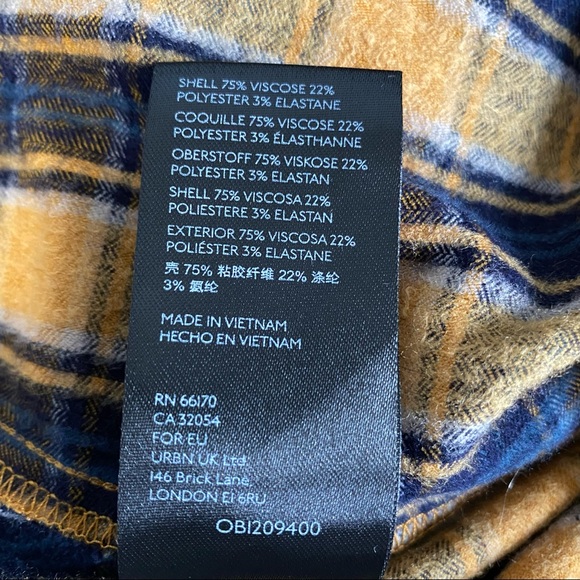 SHELL 75% VISCOSE 22%
POLYESTER 3% ELASTANE
COQUILLE 75% VISCOSE 22%
POLYESTER 3% ÉLASTHANNE
OBERSTOFF 75% VISKOSE 22%
POLYESTER 3% ELASTAN
SHELL 75% VISCOSA 22%
POLIESTERE 3% ELASTAN
EXTERIOR 75% VISCOSA 22%
POLIÉSTER 3% ELASTANO
壳 75% 粘胶纤维 22% 涤纶
3% 氨纶
MADE IN VIETNAM
HECHO EN VIETNAM
RN 66170
CA 32054
FOR EU
URBN UK Ltd.
146 Brick Lane,
LONDON E1 6RU
OB1209400